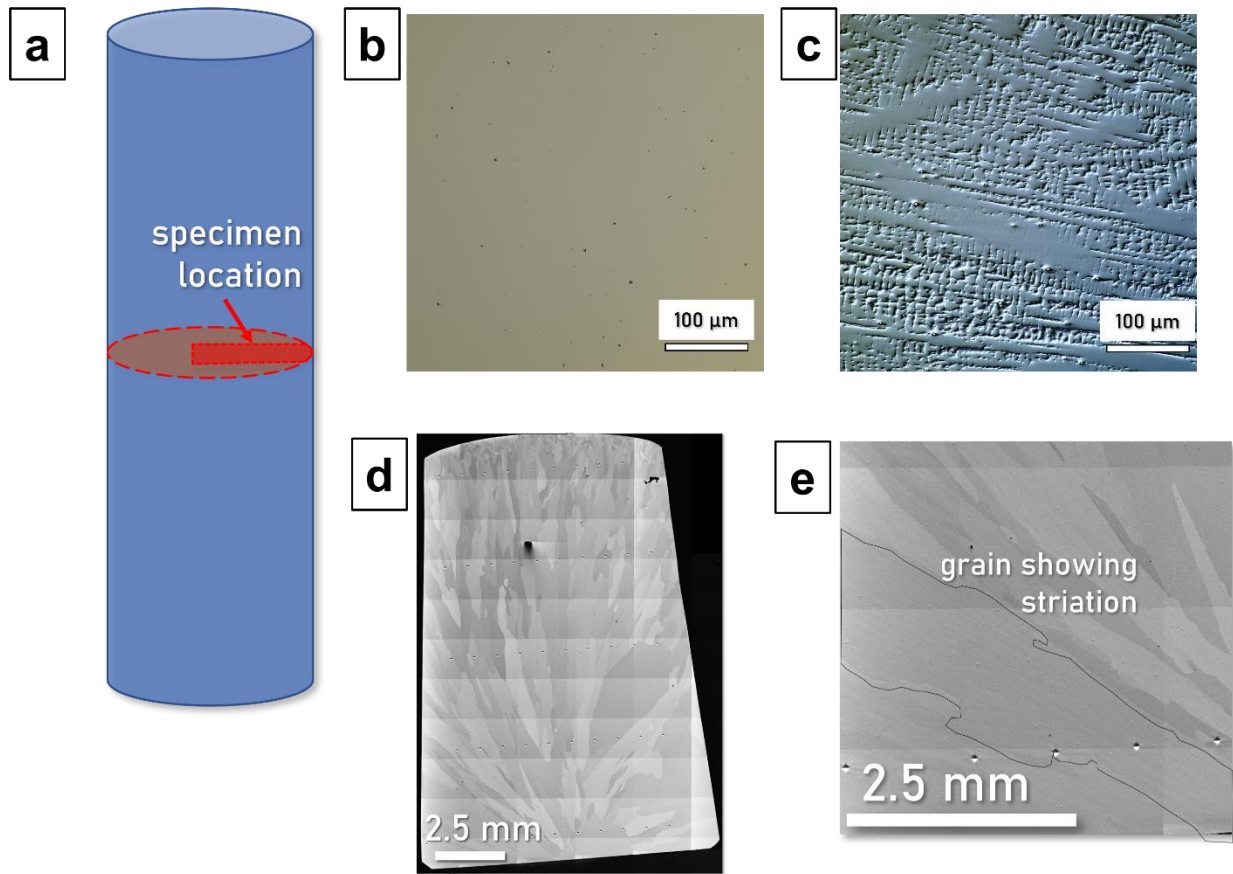 a
b
c
specimen
location
100 µm
100 µm
d
e
grain showing
striation
2.5 mm
2.5 mm